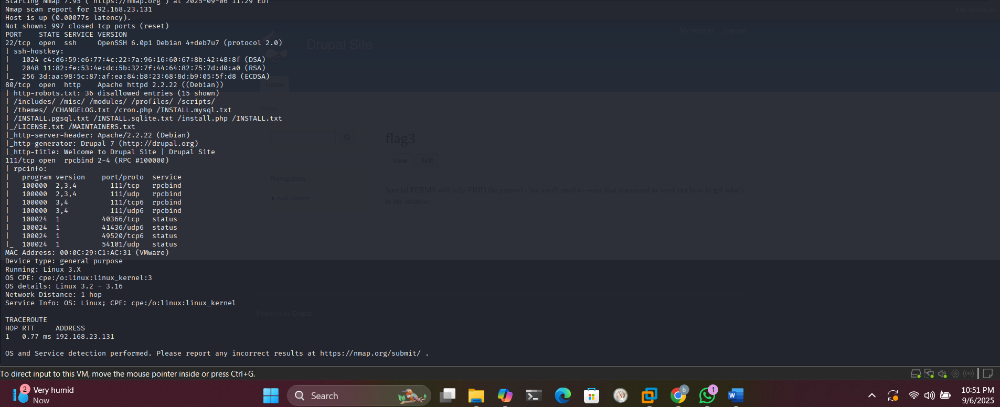 Starting Nmap 7.95 ( https://nmap.org ) at 2025-09-06 11:29 EDT
Nmap scan report for 192.168.23.131
Host is up (0.00077s latency).
Not shown: 997 closed tcp ports (reset)
PORT    STATE SERVICE VERSION
22/tcp  open  ssh     OpenSSH 6.0p1 Debian 4+deb7u7 (protocol 2.0)
| ssh-hostkey:
|   1024 c4:d6:59:e6:77:4c:22:7a:96:16:60:67:8b:42:48:8f (DSA)
|   2048 11:82:fe:53:4e:dc:5b:32:7f:44:64:82:75:7d:d0:a0 (RSA)
|_  256 3d:aa:98:5c:87:af:ea:84:b8:23:68:8d:b9:05:5f:d8 (ECDSA)
80/tcp  open  http    Apache httpd 2.2.22 ((Debian))
| http-robots.txt: 36 disallowed entries (15 shown)
| /includes/ /misc/ /modules/ /profiles/ /scripts/
| /themes/ /CHANGELOG.txt /cron.php /INSTALL.mysql.txt
| /INSTALL.pgsql.txt /INSTALL.sqlite.txt /install.php /INSTALL.txt
|_/LICENSE.txt /MAINTAINERS.txt
|_http-server-header: Apache/2.2.22 (Debian)
|_http-generator: Drupal 7 (http://drupal.org)
|_http-title: Welcome to Drupal Site | Drupal Site
111/tcp open  rpcbind 2-4 (RPC #100000)
| rpcinfo:
|   program version    port/proto  service
|   100000  2,3,4        111/tcp   rpcbind
|   100000  2,3,4        111/udp   rpcbind
|   100000  3,4          111/tcp6  rpcbind
|   100000  3,4          111/udp6  rpcbind
|   100024  1          40366/tcp   status
|   100024  1          41436/udp6  status
|   100024  1          49520/tcp6  status
|_  100024  1          54101/udp   status
MAC Address: 00:0C:29:C1:AC:31 (VMware)
Device type: general purpose
Running: Linux 3.X
OS CPE: cpe:/o:linux:linux_kernel:3
OS details: Linux 3.2 - 3.16
Network Distance: 1 hop
Service Info: OS: Linux; CPE: cpe:/o:linux:linux_kernel
TRACEROUTE
HOP RTT     ADDRESS
1   0.77 ms 192.168.23.131
OS and Service detection performed. Please report any incorrect results at https://nmap.org/submit/ .
Edit shortcuts
My account Log out
Drupal Site
Home
Home
flag3
View Edit
Navigation
Add content
Special PERMS will help FIND the passwd - but you'll need to -exec that command to work out how to get what's
in the shadow.
Powered by Drupal
To direct input to this VM, move the mouse pointer inside or press Ctrl+G.
2
Very humid
Now
Search
b
1
10:51 PM
9/6/2025